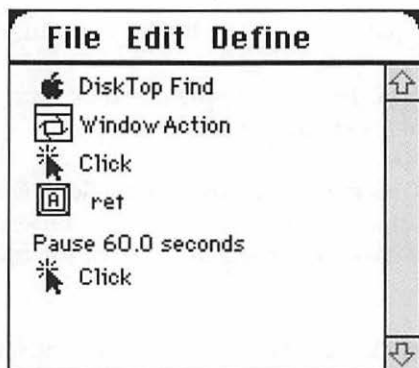 File Edit Define
DiskTop Find
Window Action
Click
A ret
Pause 60.0 seconds
Click